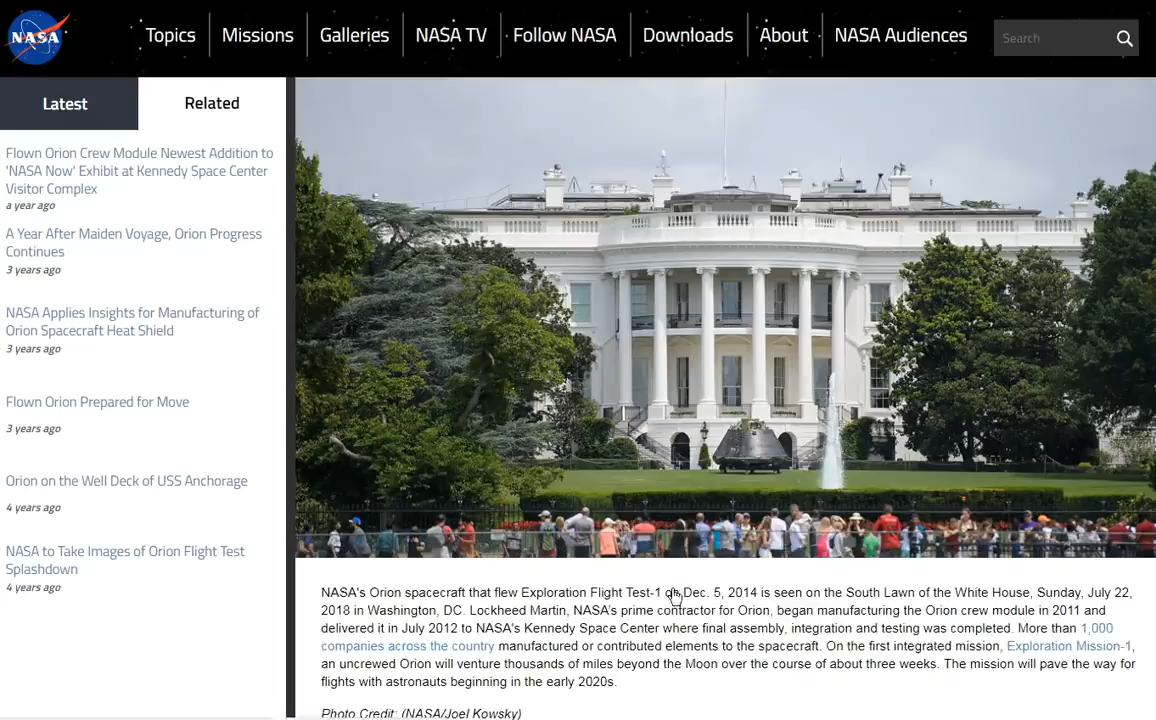 NASA
Topics
Missions
Galleries
NASA TV
Follow NASA
Downloads
About
NASA Audiences
Search
Latest
Related
Flown Orion Crew Module Newest Addition to
'NASA Now' Exhibit at Kennedy Space Center
Visitor Complex
a year ago
A Year After Maiden Voyage, Orion Progress
Continues
3 years ago
NASA Applies Insights for Manufacturing of
Orion Spacecraft Heat Shield
3 years ago
Flown Orion Prepared for Move
3 years ago
Orion on the Well Deck of USS Anchorage
4 years ago
NASA to Take Images of Orion Flight Test
Splashdown
4 years ago
NASA's Orion spacecraft that flew Exploration Flight Test-1 Dec. 5, 2014 is seen on the South Lawn of the White House, Sunday, July 22,
2018 in Washington, DC. Lockheed Martin, NASA's prime contractor for Orion, began manufacturing the Orion crew module in 2011 and
delivered it in July 2012 to NASA's Kennedy Space Center where final assembly, integration and testing was completed. More than 1,000
companies across the country manufactured or contributed elements to the spacecraft. On the first integrated mission, Exploration Mission-1,
an uncrewed Orion will venture thousands of miles beyond the Moon over the course of about three weeks. The mission will pave the way for
flights with astronauts beginning in the early 2020s.
Photo Credit: (NASA/Joel Kowsky)